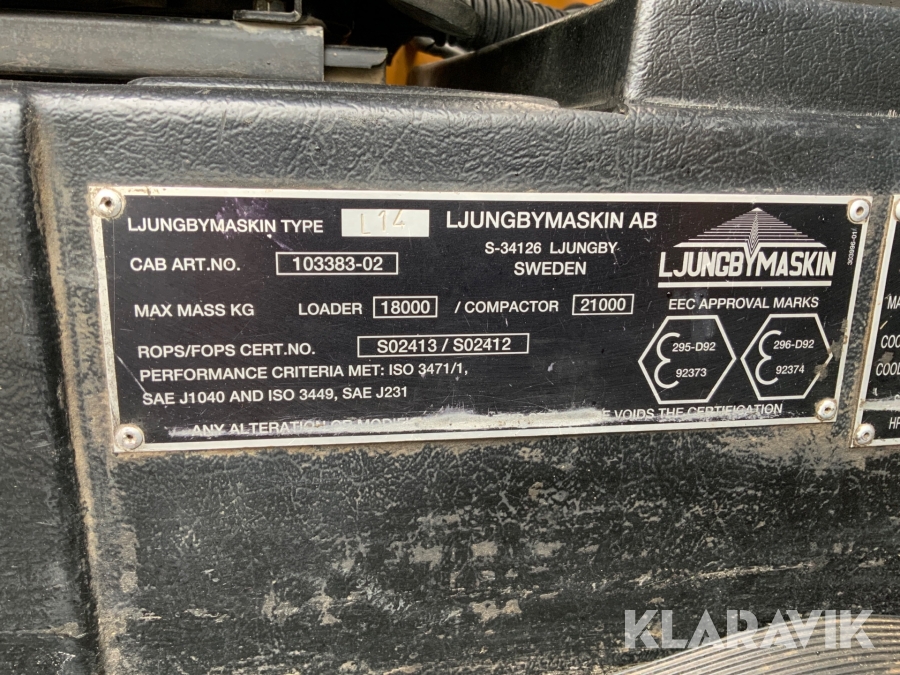 LJUNGBYMASKIN TYPE L 14
LJUNGBYMASKIN AB
S-34126 LJUNGBY
SWEDEN
LJUNGBYMASKIN
CAB ART.NO. 103383-02
MAX MASS KG LOADER 18000 / COMPACTOR 21000
EEC APPROVAL MARKS
ROPS/FOPS CERT.NO. S02413 / S02412
295-D92
92373
296-D92
92374
PERFORMANCE CRITERIA MET: ISO 3471/1,
SAE J1040 AND ISO 3449, SAE J231
ANY ALTERATION OR VOIDS THE CERTIFICATION
KLARAVIK